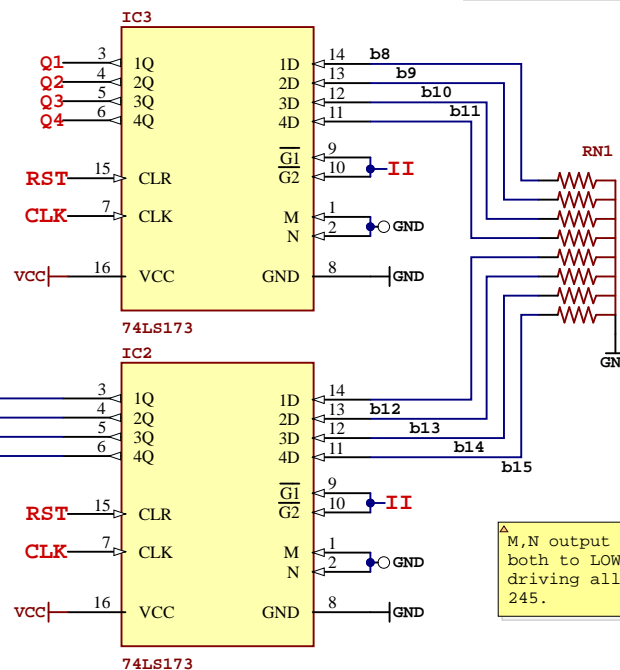 IC3
Q1 3 1Q 1D 14 b8
Q2 4 2Q 2D 13 b9
Q3 5 3Q 3D 12 b10
Q4 6 4Q 4D 11 b11
RN1
G1 9
G2 10 II
RST 15 CLR
CLK 7 CLK
M 1
N 2 GND
VCC 16 VCC GND 8 GND
74LS173
GN
IC2
3 1Q 1D 14
4 2Q 2D 13 b12
5 3Q 3D 12 b13
6 4Q 4D 11 b14
b15
G1 9
G2 10 II
RST 15 CLR
CLK 7 CLK
M 1
N 2 GND
VCC 16 VCC GND 8 GND
74LS173
M,N output
both to LOW
driving all
245.